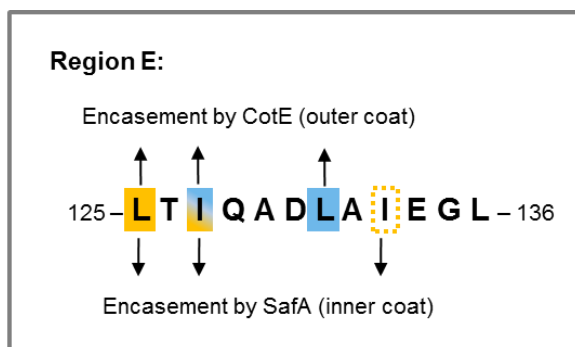 Region E:
Encasement by CotE (outer coat)
125 – L T I Q A D L A I E G L – 136
Encasement by SafA (inner coat)